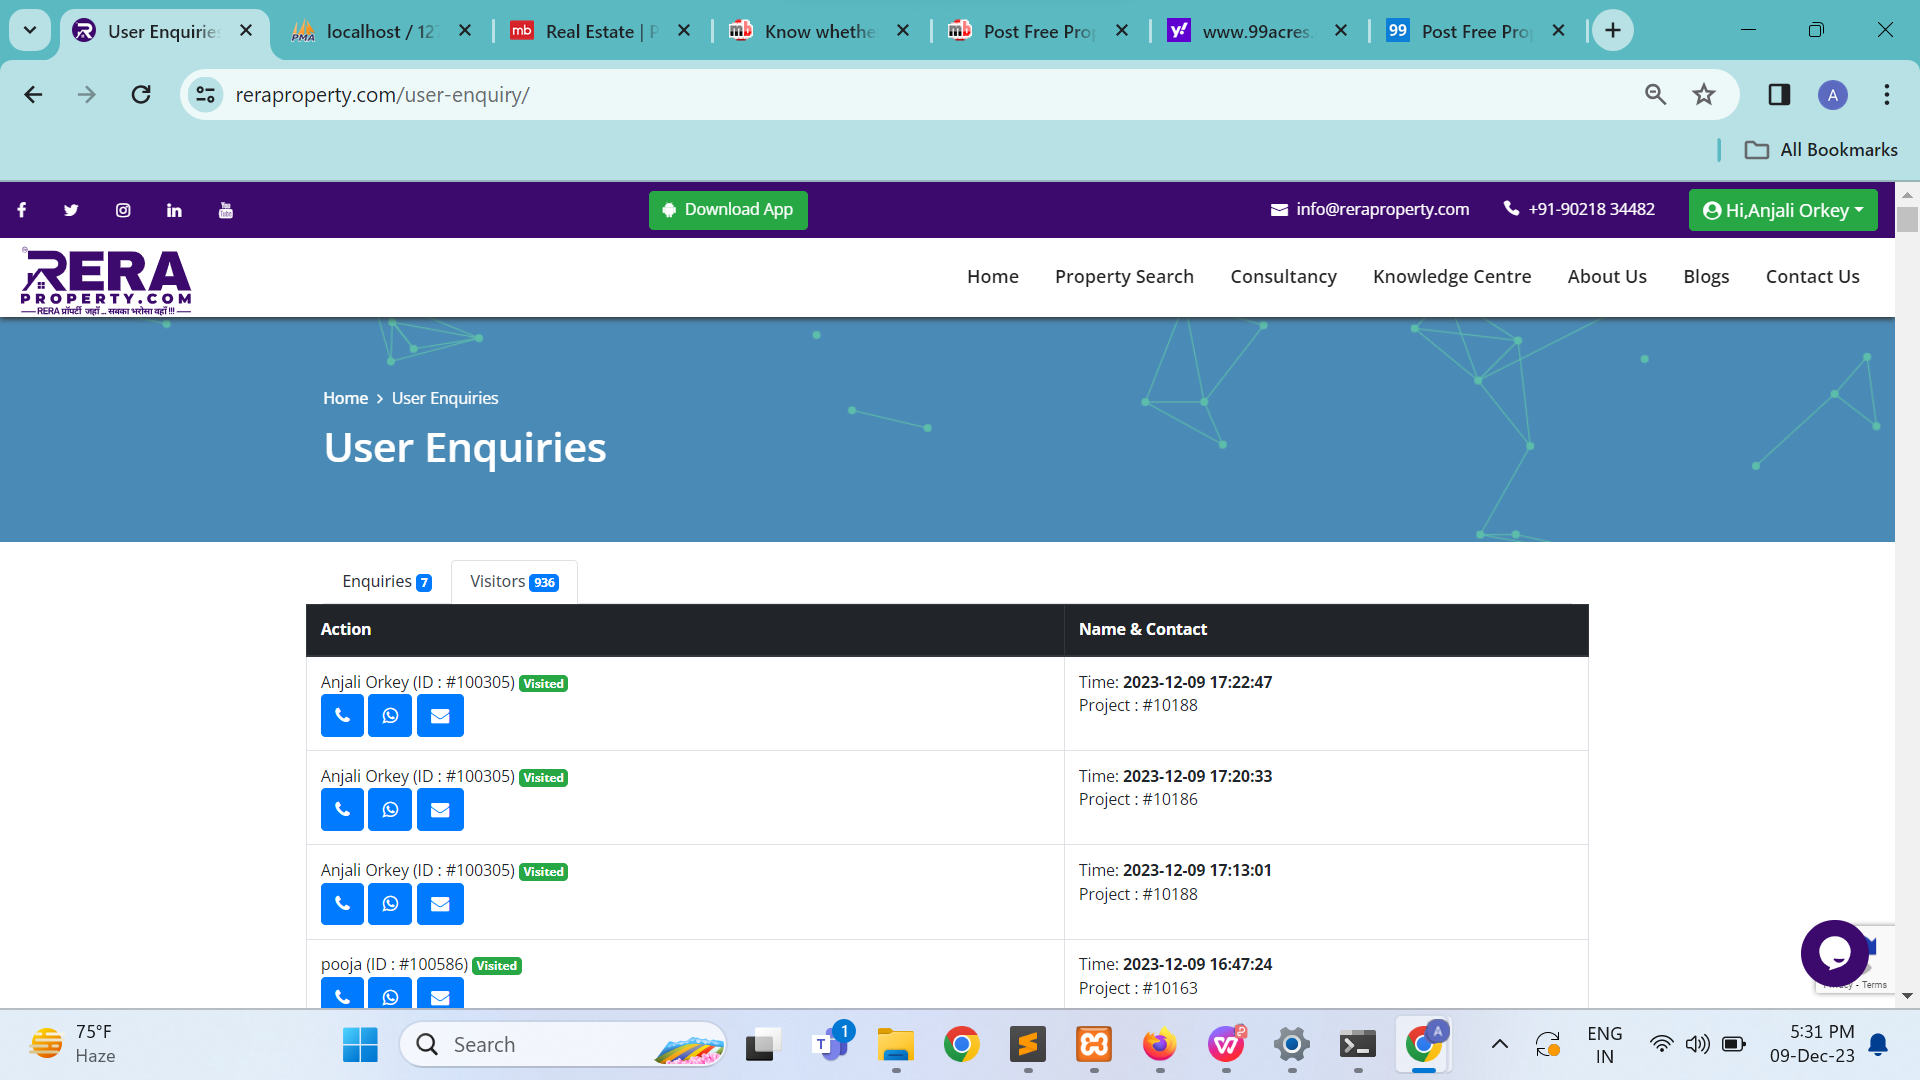 User Enquirie
localhost / 127
mb
Real Estate | P
mb
Know whethe
mb
Post Free Prop
y!
www.99acres.
99
Post Free Prop
reraproperty.com/user-enquiry/
A
All Bookmarks
Download App
info@reraproperty.com
+91-90218 34482
Hi,Anjali Orkey
RERA
PROPERTY.COM
RERA प्रॉपर्टी जहाँ ... सबका भरोसा वहाँ !!!
Home
Property Search
Consultancy
Knowledge Centre
About Us
Blogs
Contact Us
Home > User Enquiries
User Enquiries
Enquiries 7
Visitors 936
Action
Name & Contact
Anjali Orkey (ID : #100305) Visited
Time: 2023-12-09 17:22:47
Project : #10188
Anjali Orkey (ID : #100305) Visited
Time: 2023-12-09 17:20:33
Project : #10186
Anjali Orkey (ID : #100305) Visited
Time: 2023-12-09 17:13:01
Project : #10188
pooja (ID : #100586) Visited
Time: 2023-12-09 16:47:24
Project : #10163
- Terms
75°F
Haze
Search
1
A
ENG
IN
5:31 PM
09-Dec-23